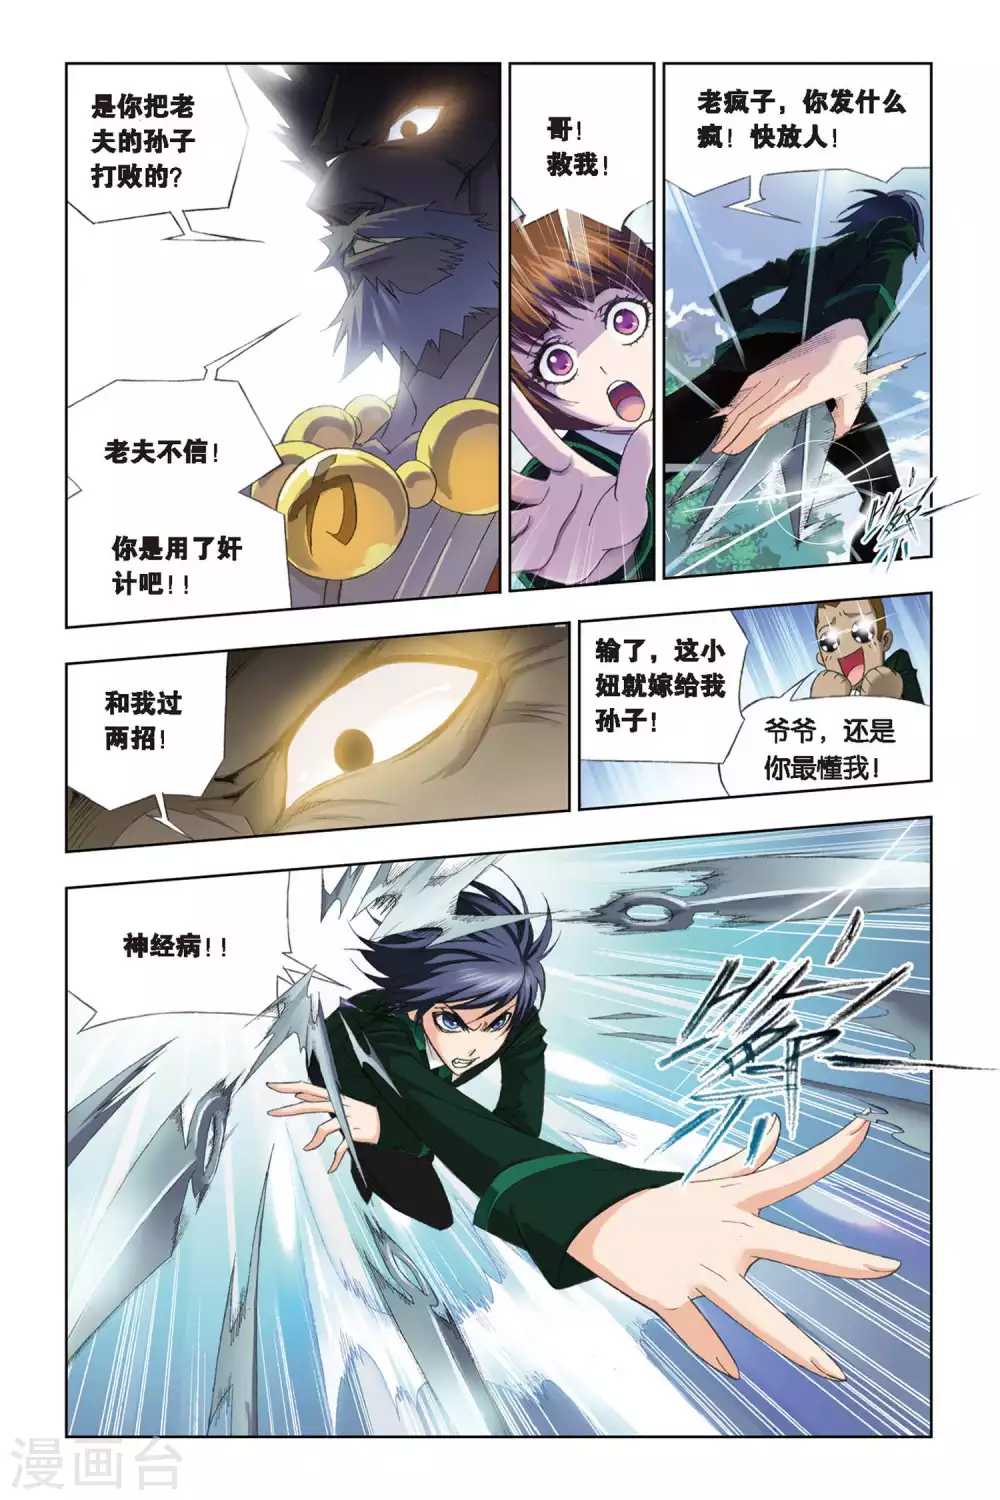 是你把老
夫的孙子
打败的?
老夫不信!
你是用了奸
计吧!!
哥!
救我!
老疯子，你发什么
疯! 快放人!
和我过
两招!
输了，这小
妞就嫁给我
孙子!
爷爷，还是
你最懂我!
神经病!!
漫画台